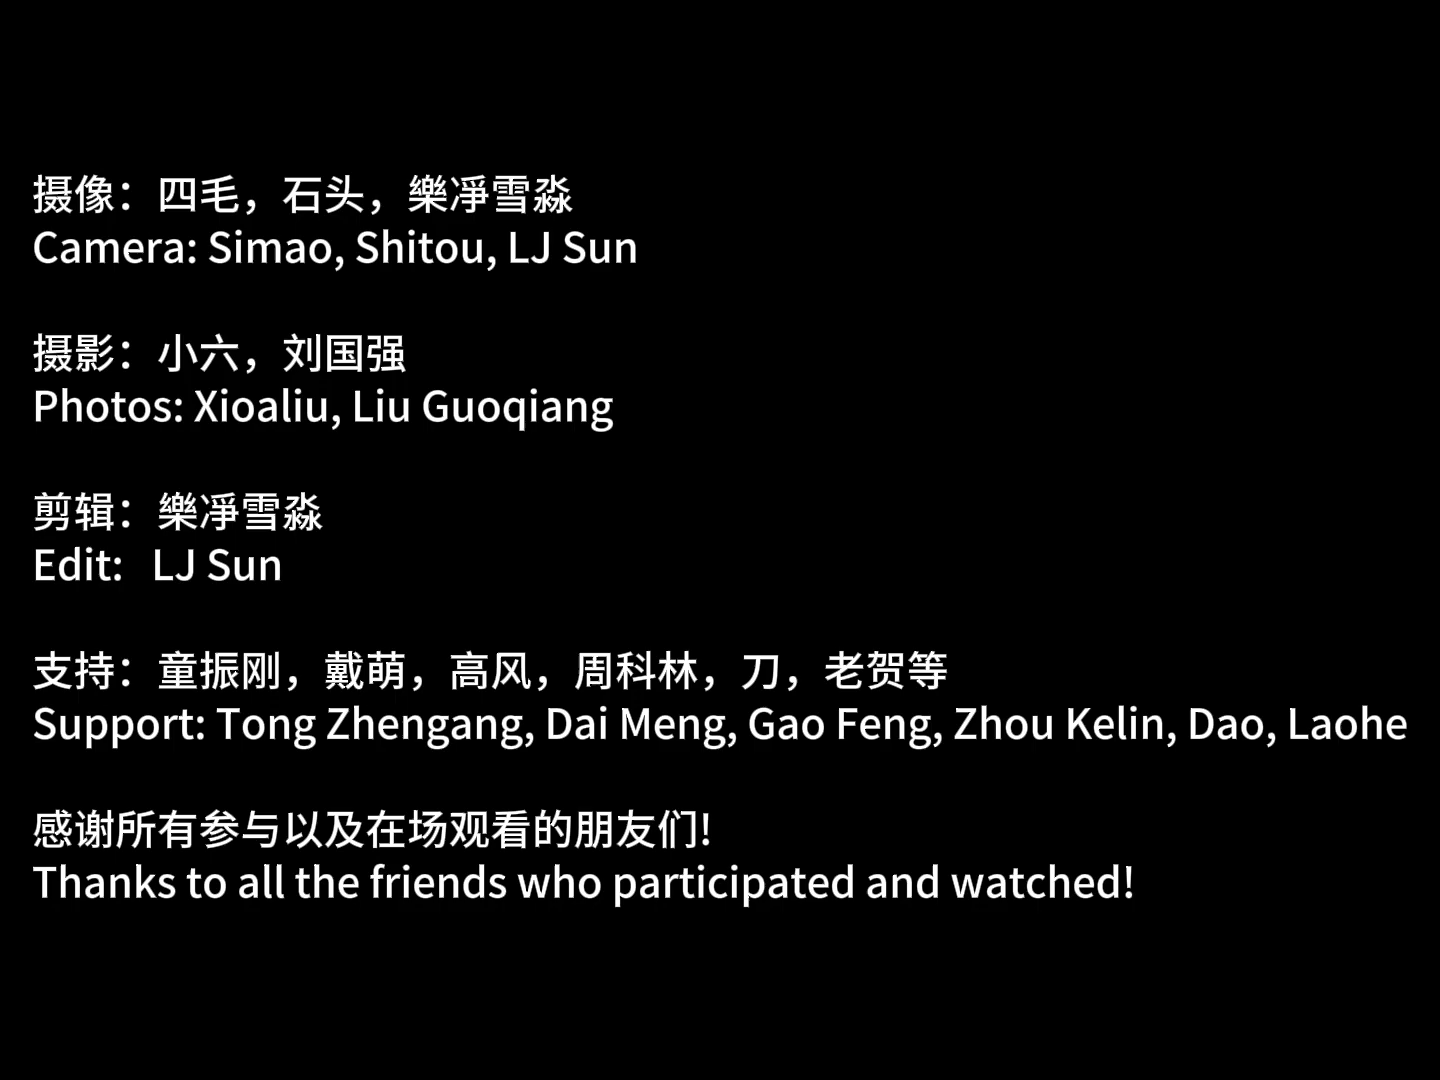 摄像：四毛，石头，樂凈雪淼
Camera: Simao, Shitou, LJ Sun
摄影：小六，刘国强
Photos: Xioaliu, Liu Guoqiang
剪辑：樂凈雪淼
Edit: LJ Sun
支持：童振刚，戴萌，高风，周科林，刀，老贺等
Support: Tong Zhengang, Dai Meng, Gao Feng, Zhou Kelin, Dao, Laohe
感谢所有参与以及在场观看的朋友们!
Thanks to all the friends who participated and watched!